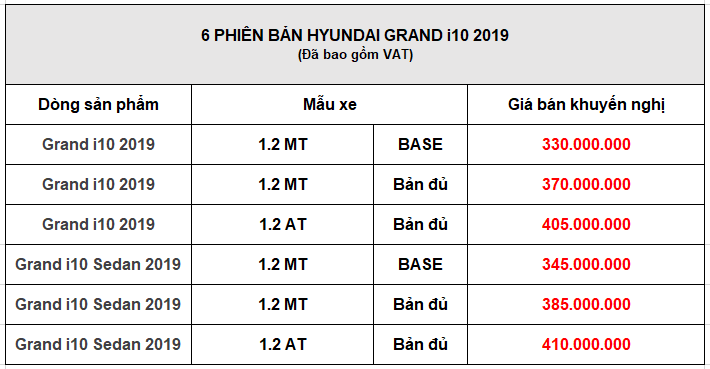 6 PHIÊN BẢN HYUNDAI GRAND i10 2019
(Đã bao gồm VAT)
Dòng sản phẩm Mẫu xe Giá bán khuyến nghị
Grand i10 2019 1.2 MT BASE 330.000.000
Grand i10 2019 1.2 MT Bản đủ 370.000.000
Grand i10 2019 1.2 AT Bản đủ 405.000.000
Grand i10 Sedan 2019 1.2 MT BASE 345.000.000
Grand i10 Sedan 2019 1.2 MT Bản đủ 385.000.000
Grand i10 Sedan 2019 1.2 AT Bản đủ 410.000.000